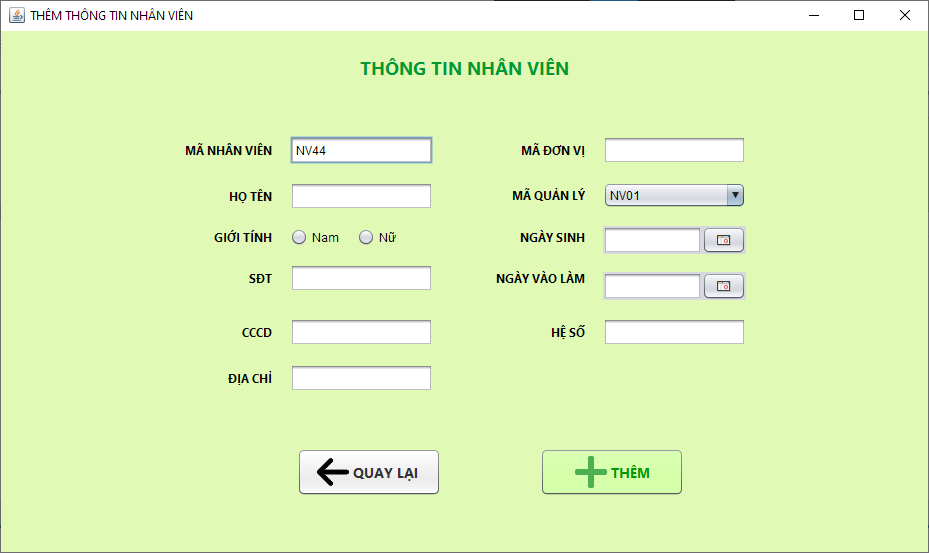 THÊM THÔNG TIN NHÂN VIÊN
THÔNG TIN NHÂN VIÊN
MÃ NHÂN VIÊN NV44 MÃ ĐƠN VỊ
HỌ TÊN MÃ QUẢN LÝ NV01
GIỚI TÍNH Nam Nữ NGÀY SINH
SĐT NGÀY VÀO LÀM
CCCD HỆ SỐ
ĐỊA CHỈ
QUAY LẠI THÊM